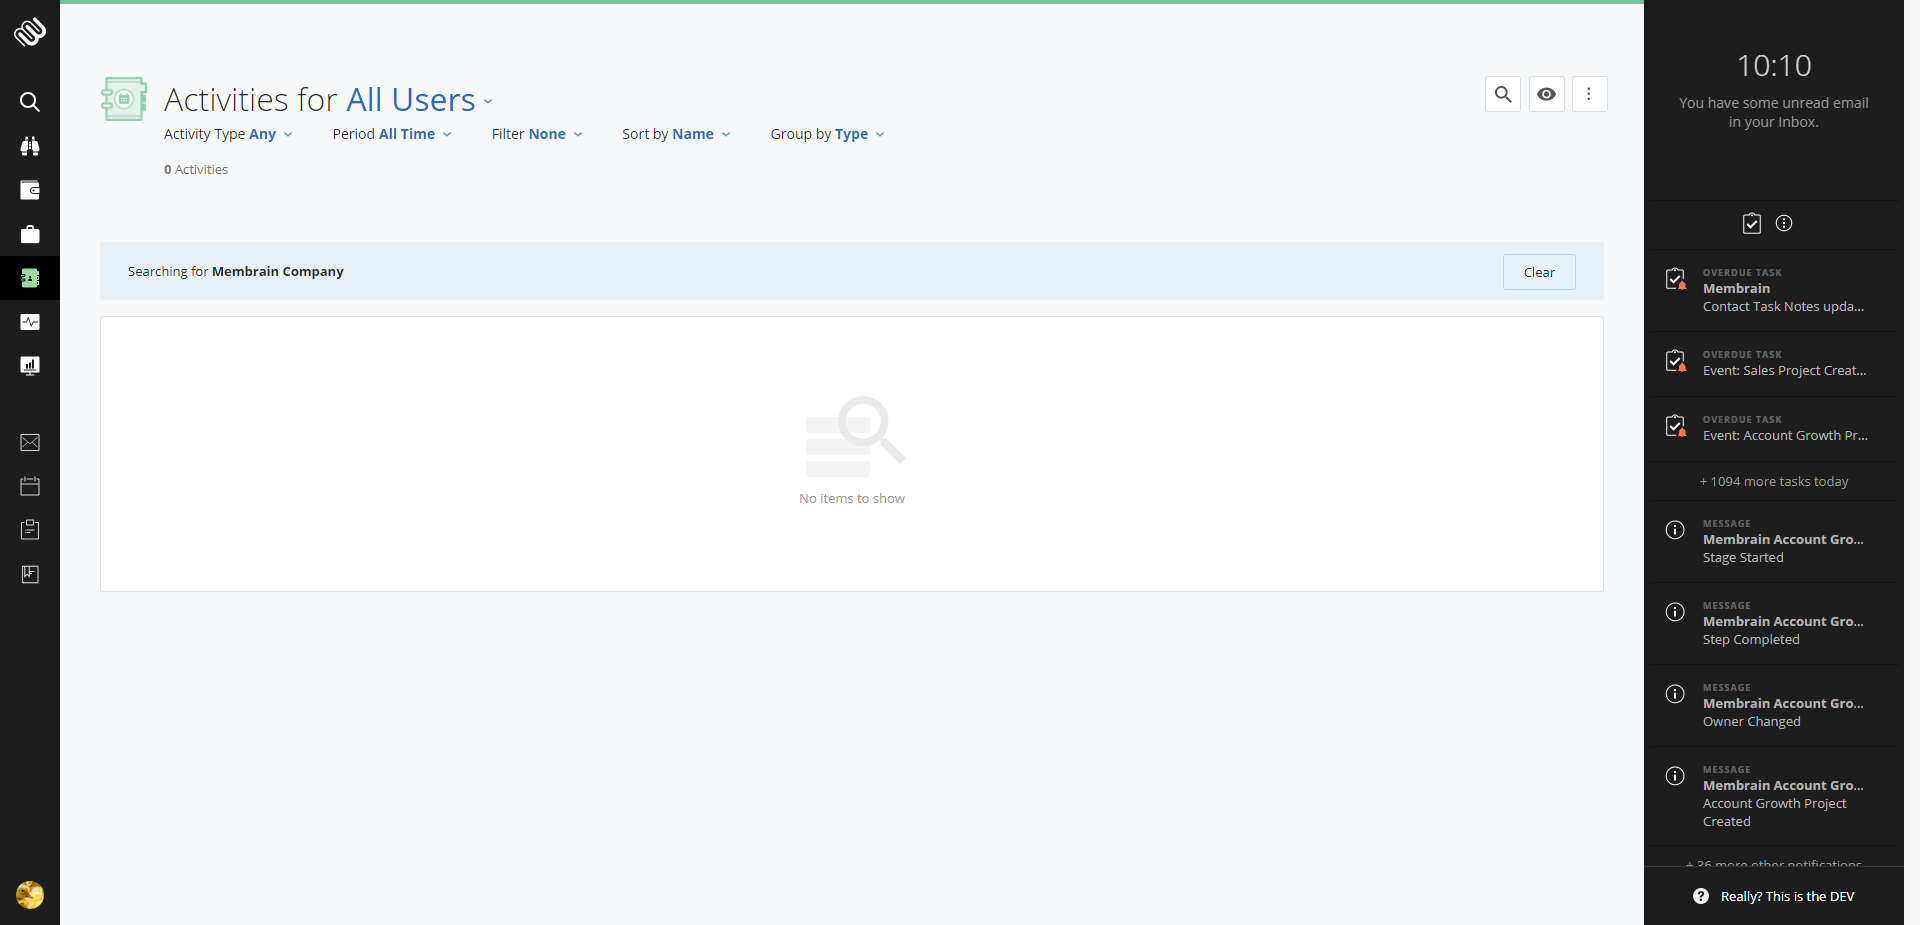 Activities for All Users
Activity Type Any
Period All Time
Filter None
Sort by Name
Group by Type
0 Activities
Searching for Membrain Company
Clear
No items to show
10:10
You have some unread email
in your Inbox.
OVERDUE TASK
Membrain
Contact Task Notes upda...
OVERDUE TASK
Event: Sales Project Creat...
OVERDUE TASK
Event: Account Growth Pr...
+ 1094 more tasks today
MESSAGE
Membrain Account Gro...
Stage Started
MESSAGE
Membrain Account Gro...
Step Completed
MESSAGE
Membrain Account Gro...
Owner Changed
MESSAGE
Membrain Account Gro...
Account Growth Project
Created
+ 36 more other notifications
Really? This is the DEV